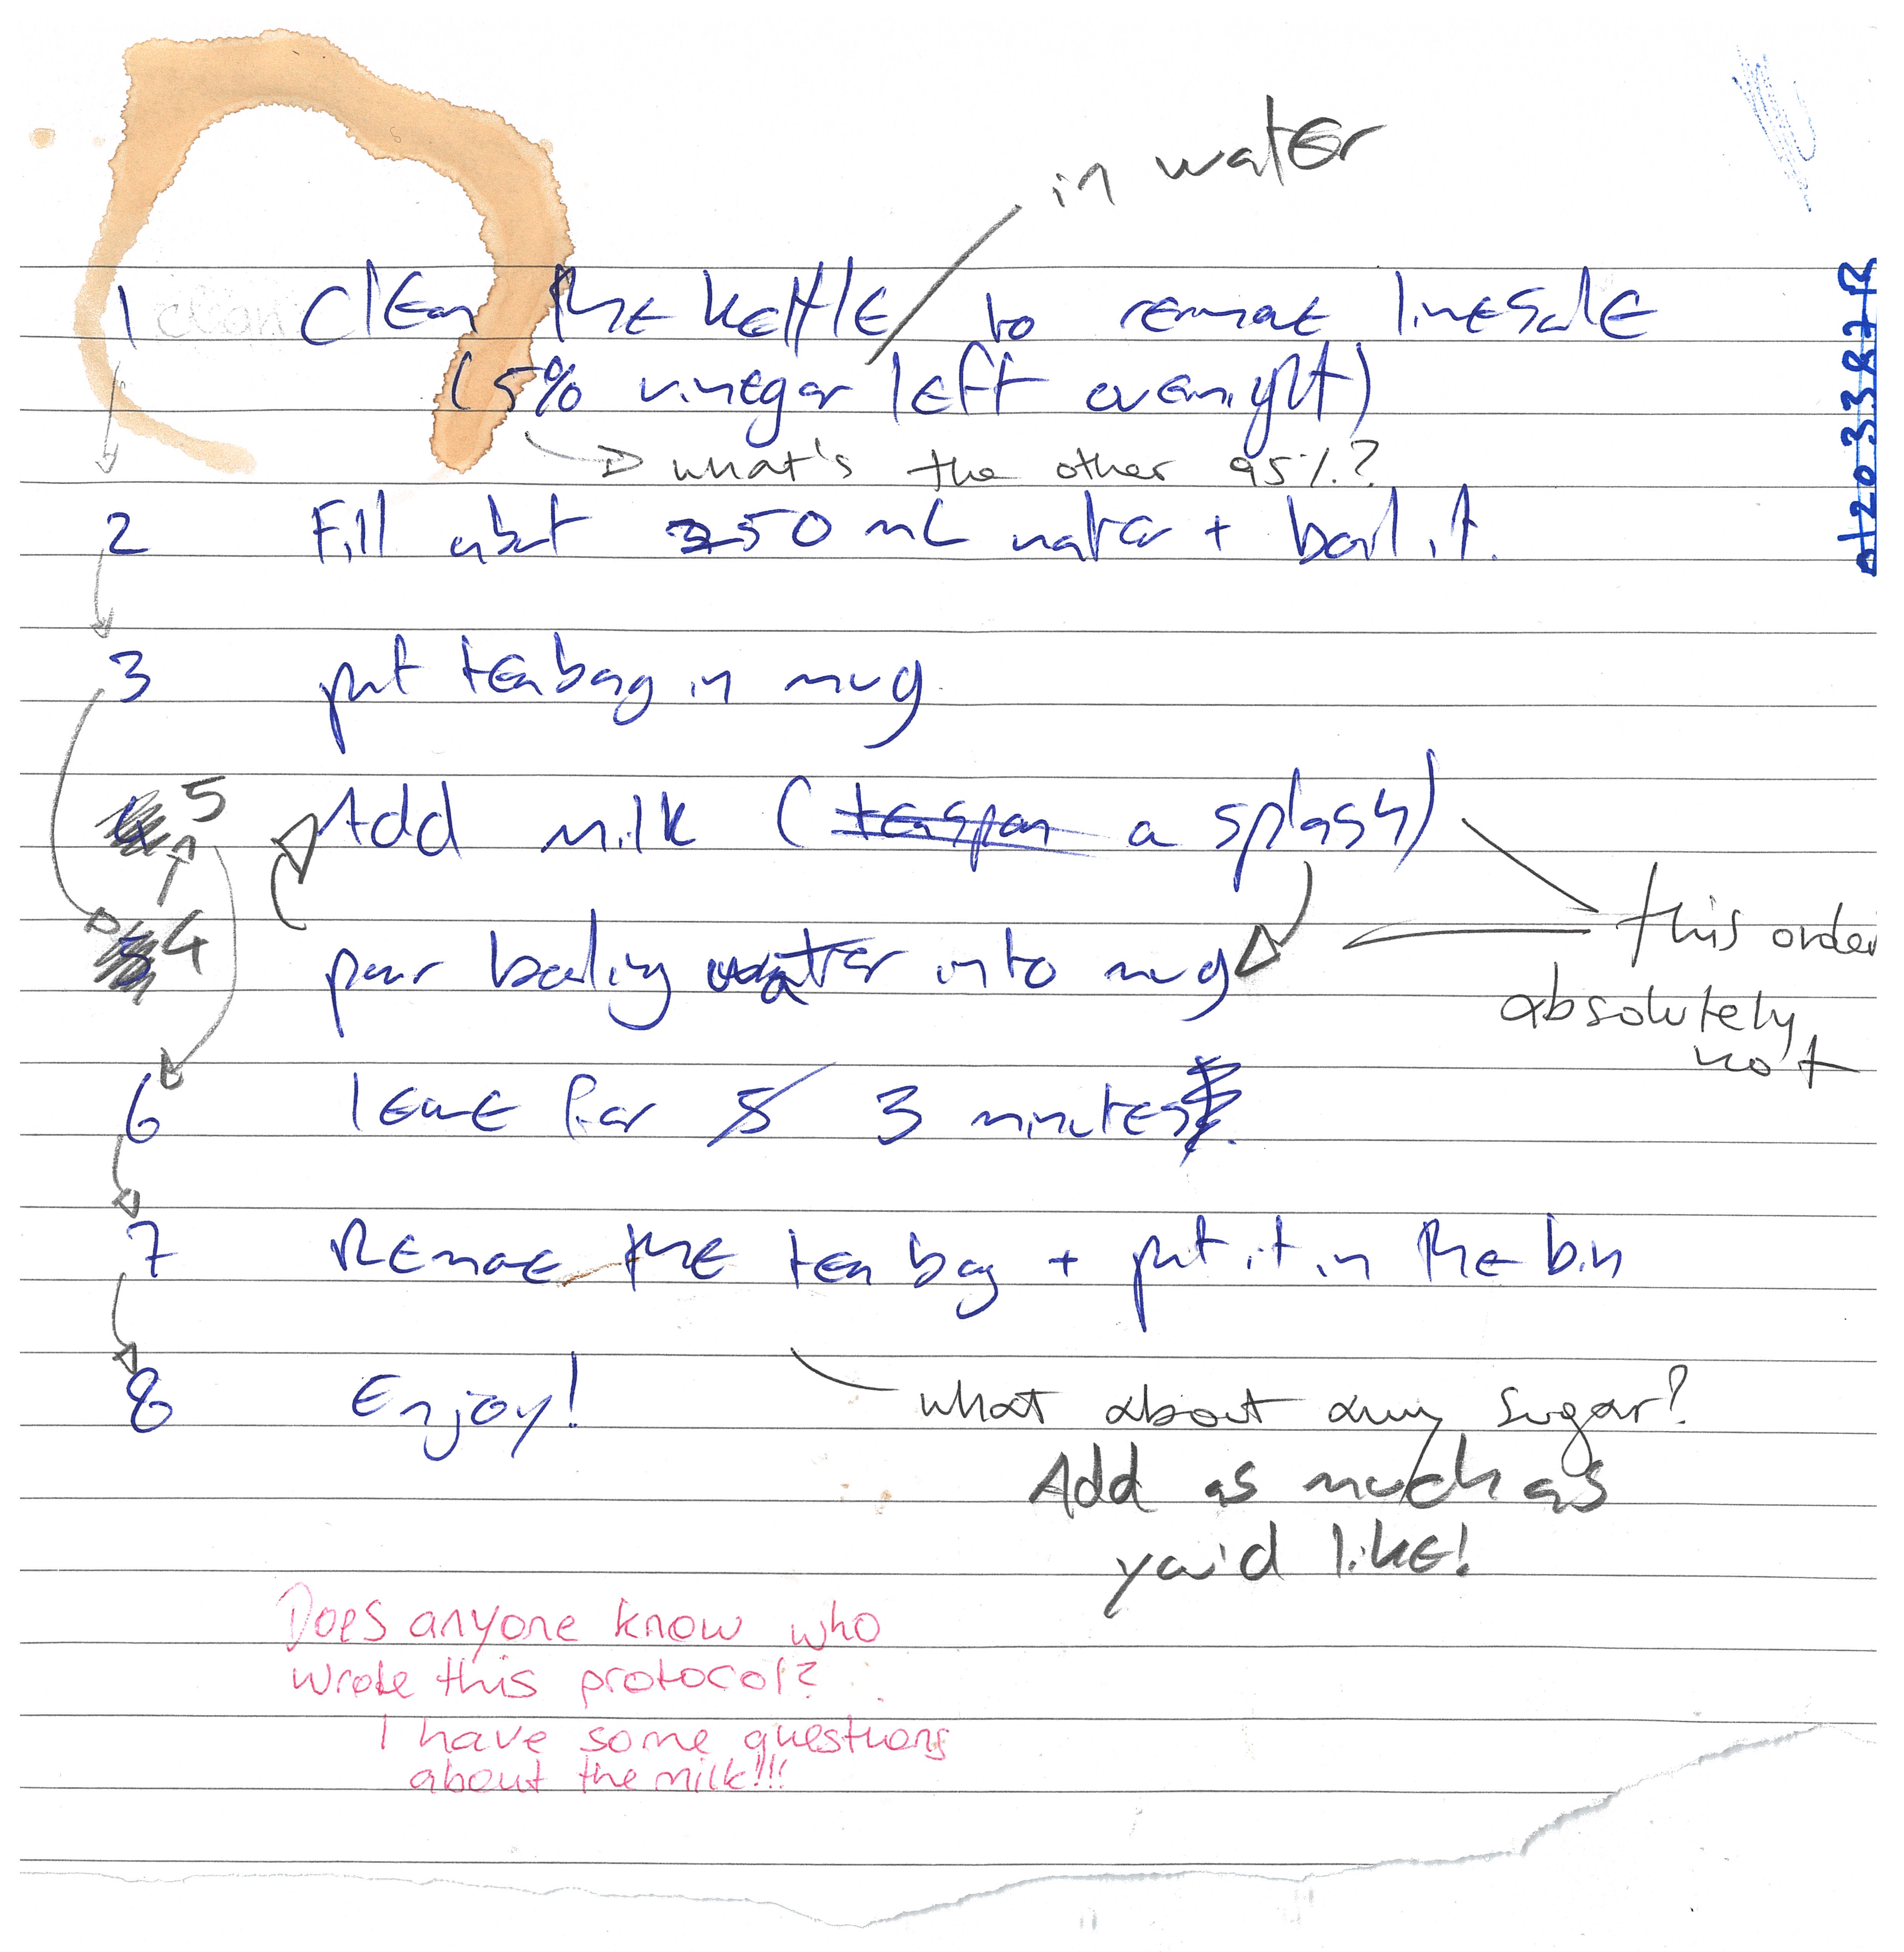 in water
1 clean Clean the kettle to remove limescale
(5% vinegar left overnight)
what's the other 95%?
2 Fill about 250 mL water + boil it.
3 put teabag in mug
4 5 Add milk (teaspoon a splash)
5 4 pour boiling water into mug
this order
absolutely
not
6 leave for 5 3 minutes
7 Remove the tea bag + put it in the bin
8 Enjoy!
what about any sugar?
Add as much as
you'd like!
Does anyone know who
wrote this protocol?
I have some questions
about the milk!!!